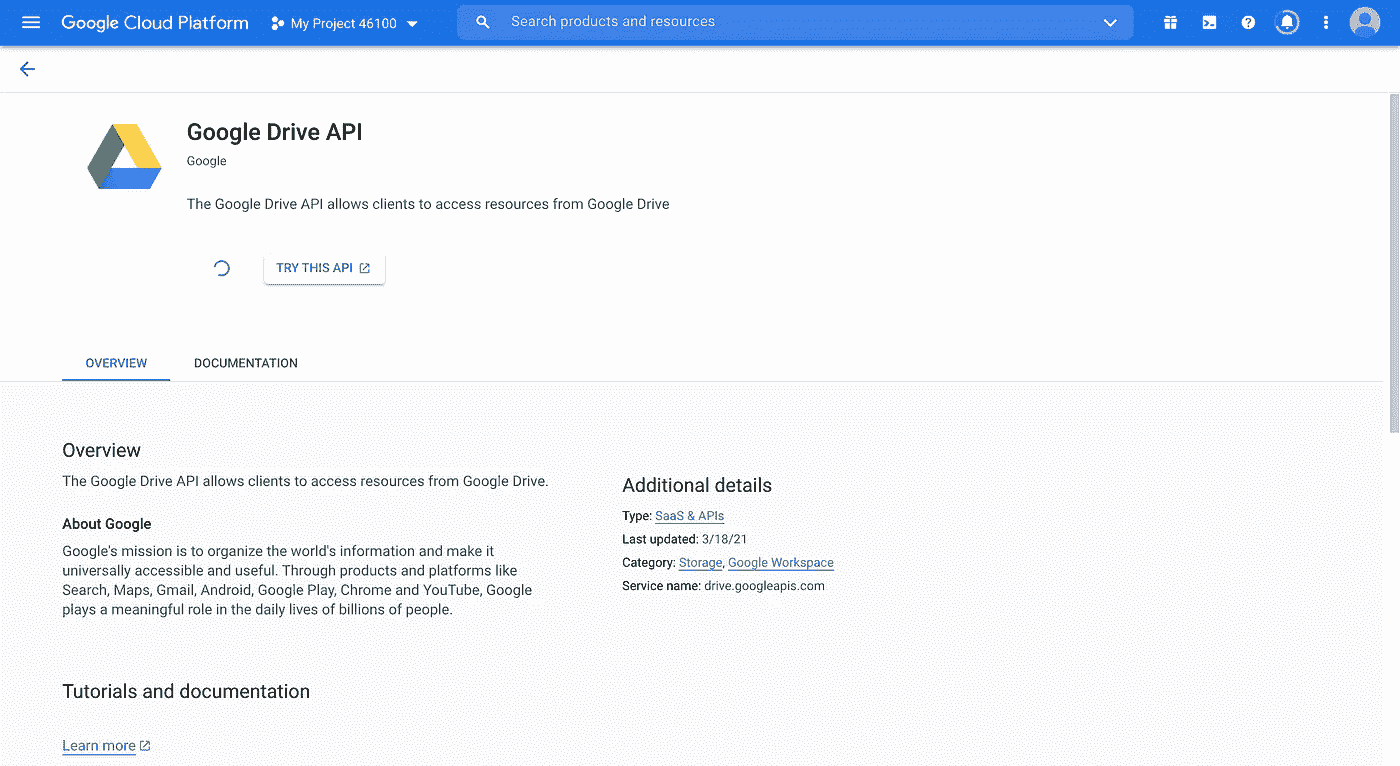 Google Cloud Platform
My Project 46100
Search products and resources
Google Drive API
Google
The Google Drive API allows clients to access resources from Google Drive
TRY THIS API
OVERVIEW
DOCUMENTATION
Overview
The Google Drive API allows clients to access resources from Google Drive.
About Google
Google's mission is to organize the world's information and make it
universally accessible and useful. Through products and platforms like
Search, Maps, Gmail, Android, Google Play, Chrome and YouTube, Google
plays a meaningful role in the daily lives of billions of people.
Additional details
Type: SaaS & APIs
Last updated: 3/18/21
Category: Storage, Google Workspace
Service name: drive.googleapis.com
Tutorials and documentation
Learn more